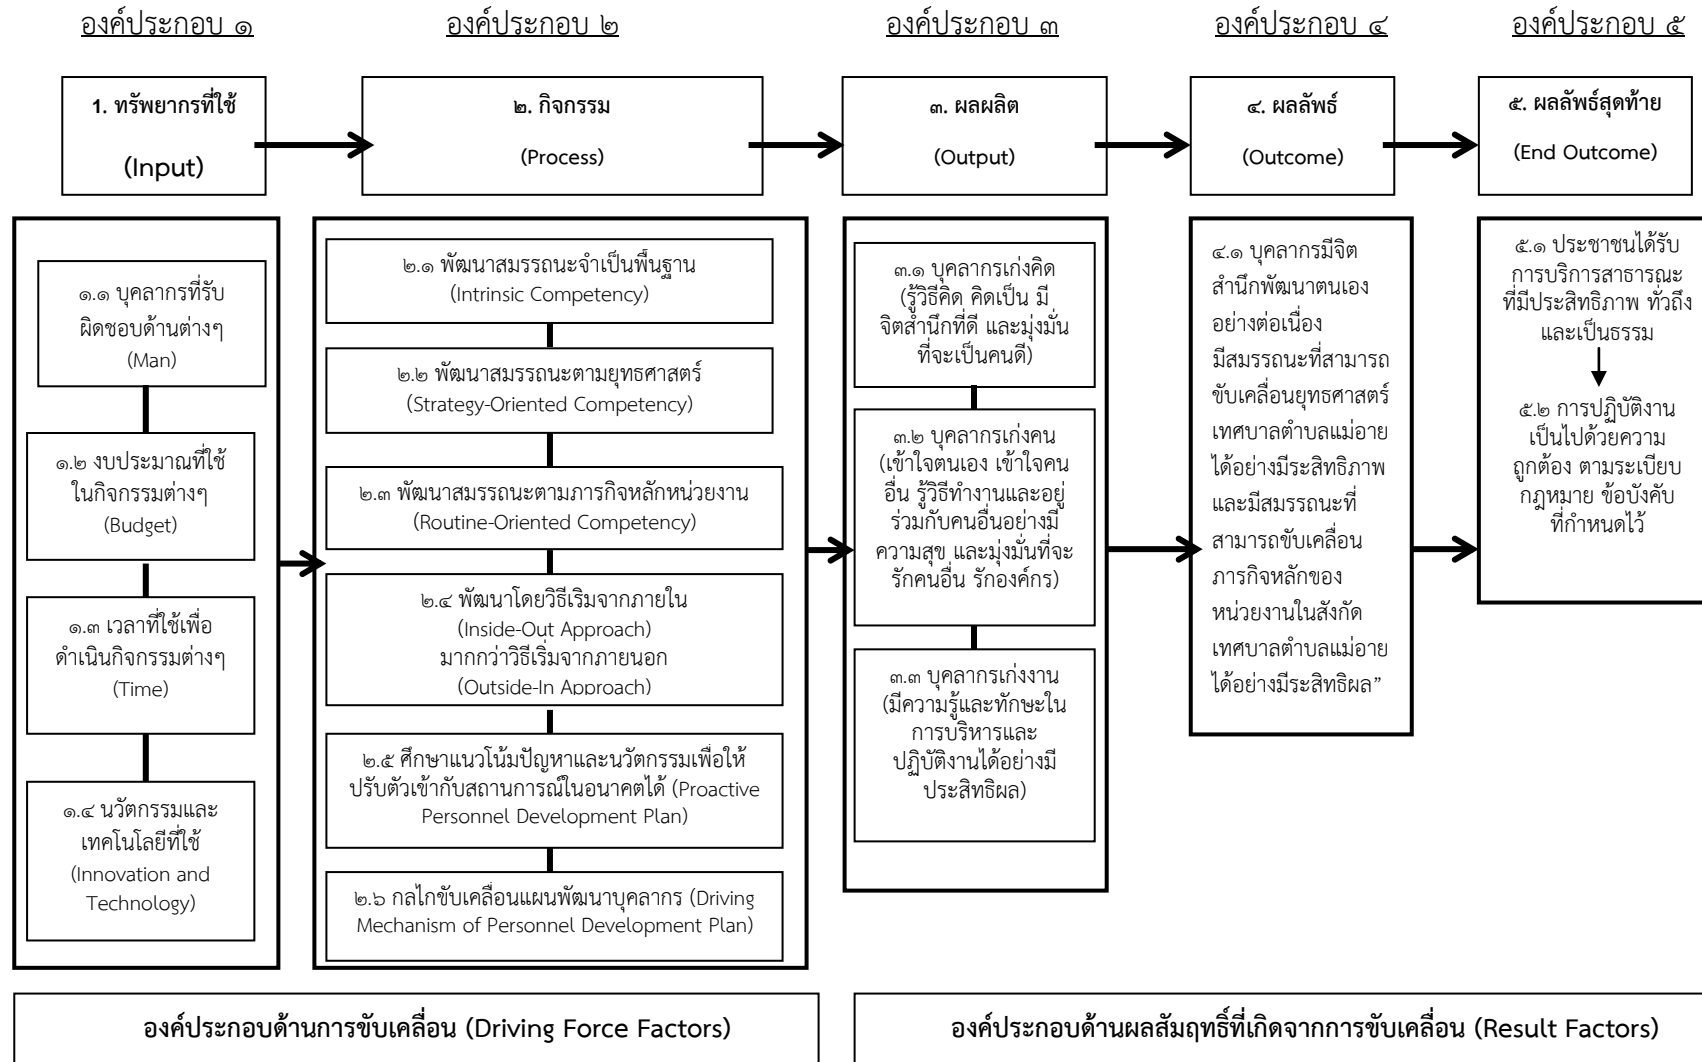 องค์ประกอบ ๑
องค์ประกอบ ๒
องค์ประกอบ ๓
องค์ประกอบ ๔
องค์ประกอบ ๕
1. ทรัพยากรที่ใช้
(Input)
๒. กิจกรรม
(Process)
๓. ผลผลิต
(Output)
๔. ผลลัพธ์
(Outcome)
๕. ผลลัพธ์สุดท้าย
(End Outcome)
๑.๑ บุคลากรที่รับ
ผิดชอบด้านต่างๆ
(Man)
๑.๒ งบประมาณที่ใช้
ในกิจกรรมต่างๆ
(Budget)
๑.๓ เวลาที่ใช้เพื่อ
ดำเนินกิจกรรมต่างๆ
(Time)
๑.๔ นวัตกรรมและ
เทคโนโลยีที่ใช้
(Innovation and
Technology)
๒.๑ พัฒนาสมรรถนะจำเป็นพื้นฐาน
(Intrinsic Competency)
๒.๒ พัฒนาสมรรถนะตามยุทธศาสตร์
(Strategy-Oriented Competency)
๒.๓ พัฒนาสมรรถนะตามภารกิจหลักหน่วยงาน
(Routine-Oriented Competency)
๒.๔ พัฒนาโดยวิธีเริมจากภายใน
(Inside-Out Approach)
มากกว่าวิธีเริ่มจากภายนอก
(Outside-In Approach)
๒.๕ ศึกษาแนวโน้มปัญหาและนวัตกรรมเพื่อให้
ปรับตัวเข้ากับสถานการณ์ในอนาคตได้ (Proactive
Personnel Development Plan)
๒.๖ กลไกขับเคลื่อนแผนพัฒนาบุคลากร (Driving
Mechanism of Personnel Development Plan)
๓.๑ บุคลากรเก่งคิด
(รู้วิธีคิด คิดเป็น มี
จิตสำนึกที่ดี และมุ่งมั่น
ที่จะเป็นคนดี)
๓.๒ บุคลากรเก่งคน
(เข้าใจตนเอง เข้าใจคน
อื่น รู้วิธีทำงานและอยู่
ร่วมกับคนอื่นอย่างมี
ความสุข และมุ่งมั่นที่จะ
รักคนอื่น รักองค์กร)
๓.๓ บุคลากรเก่งงาน
(มีความรู้และทักษะใน
การบริหารและ
ปฏิบัติงานได้อย่างมี
ประสิทธิผล)
๔.๑ บุคลากรมีจิต
สำนึกพัฒนาตนเอง
อย่างต่อเนื่อง
มีสมรรถนะที่สามารถ
ขับเคลื่อนยุทธศาสตร์
เทศบาลตำบลแม่อาย
ได้อย่างมีระสิทธิภาพ
และมีสมรรถนะที่
สามารถขับเคลื่อน
ภารกิจหลักของ
หน่วยงานในสังกัด
เทศบาลตำบลแม่อาย
ได้อย่างมีระสิทธิผล”
๕.๑ ประชาชนได้รับ
การบริการสาธารณะ
ที่มีประสิทธิภาพ ทั่วถึง
และเป็นธรรม
๕.๒ การปฏิบัติงาน
เป็นไปด้วยความ
ถูกต้อง ตามระเบียบ
กฎหมาย ข้อบังคับ
ที่กำหนดไว้
องค์ประกอบด้านการขับเคลื่อน (Driving Force Factors)
องค์ประกอบด้านผลสัมฤทธิ์ที่เกิดจากการขับเคลื่อน (Result Factors)